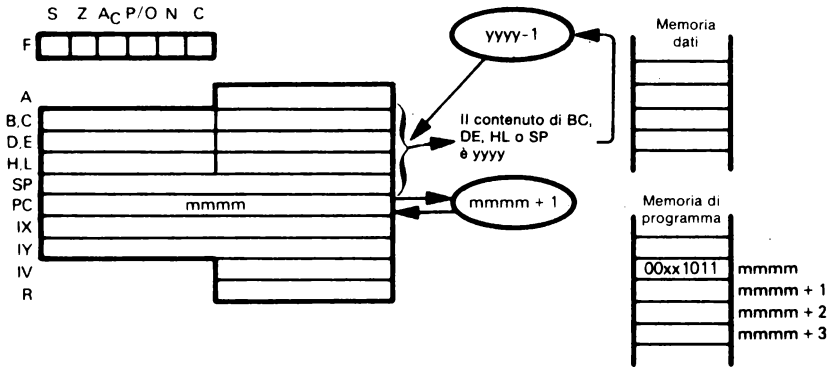 S Z AC P/O N C
F
A
B,C
D,E
H,L
SP
PC mmmm
IX
IY
IV
R
yyyy-1
Il contenuto di BC,
DE, HL o SP
è yyyy
mmmm + 1
Memoria
dati
Memoria di
programma
00xx1011 mmmm
mmmm + 1
mmmm + 2
mmmm + 3